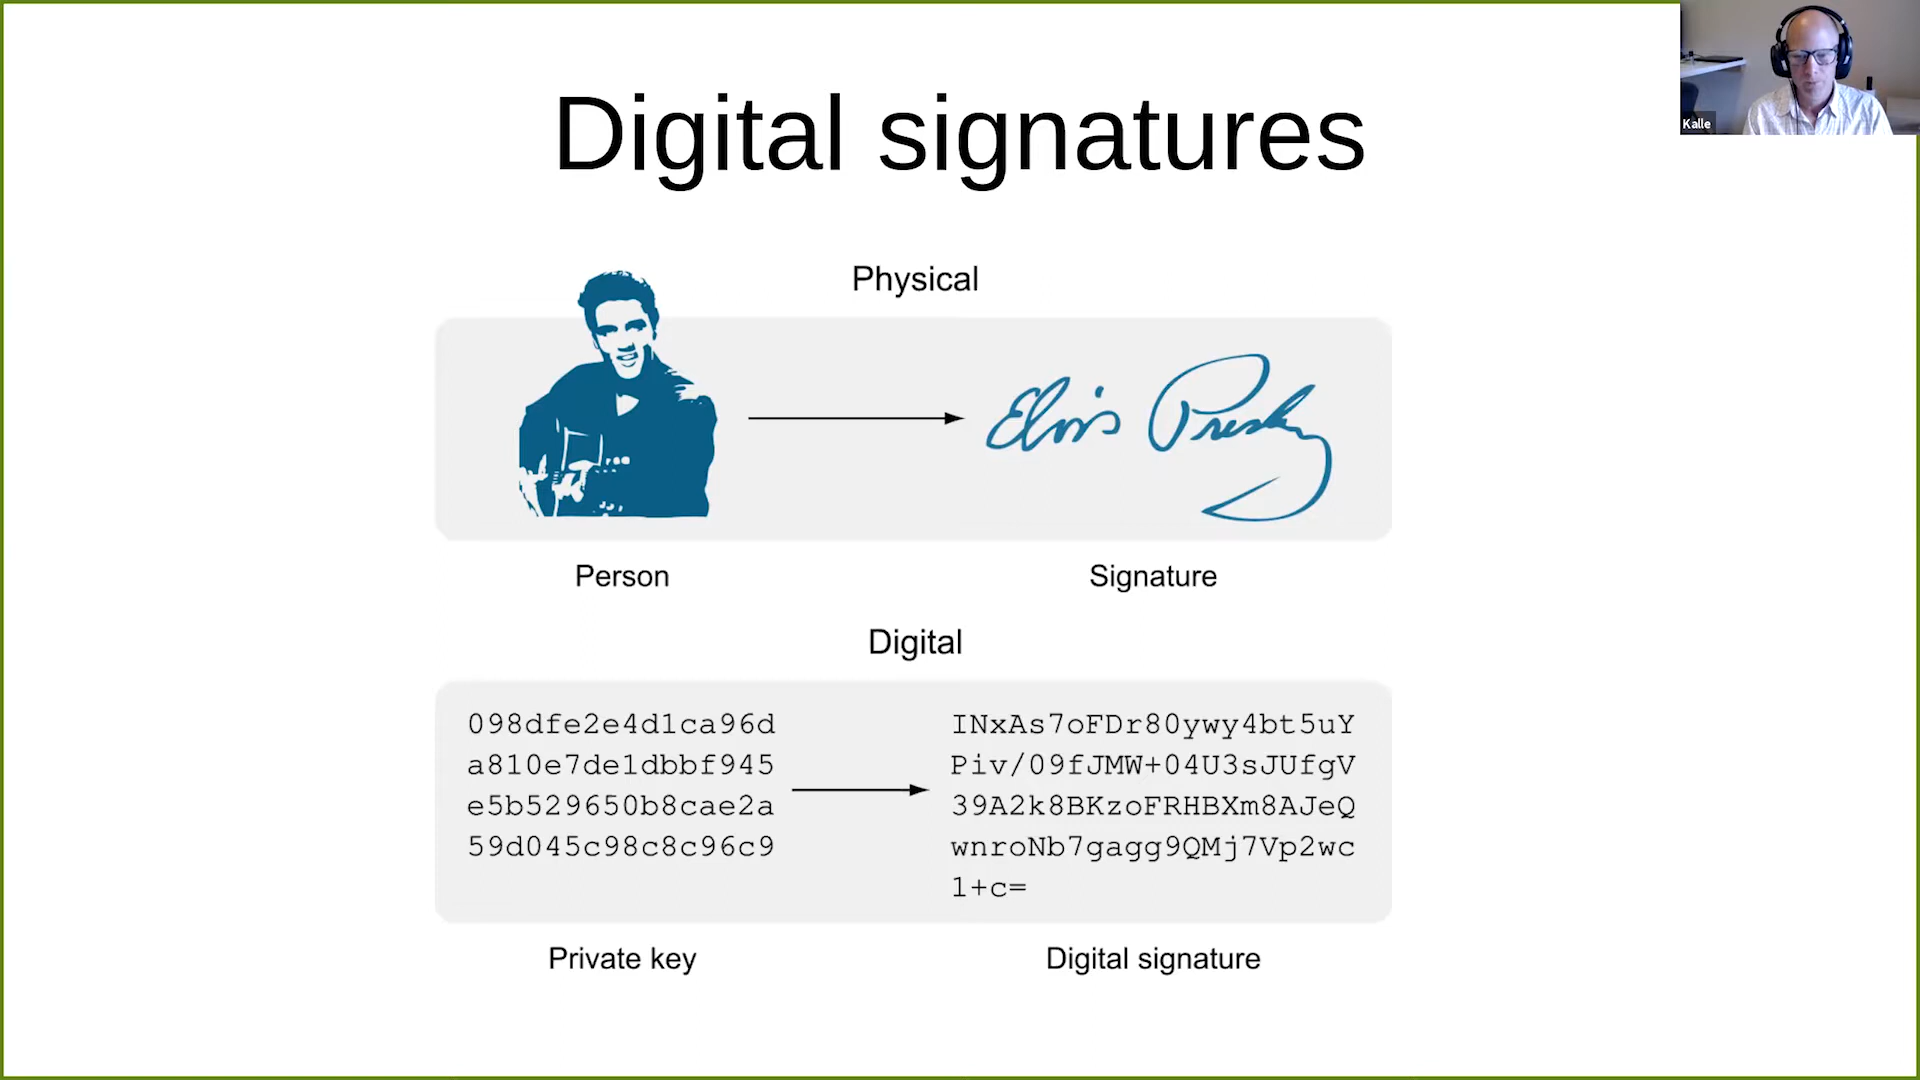 Digital signatures
Kalle
Physical
Elvis Presley
Person
Signature
Digital
098dfe2e4d1ca96d
a810e7de1dbbf945
e5b529650b8cae2a
59d045c98c8c96c9
INxAs7oFDr80ywy4bt5uY
Piv/09fJMW+04U3sJUfgV
39A2k8BKzoFRHBXm8AJeQ
wnroNb7gagg9QMj7Vp2wc
1+c=
Private key
Digital signature